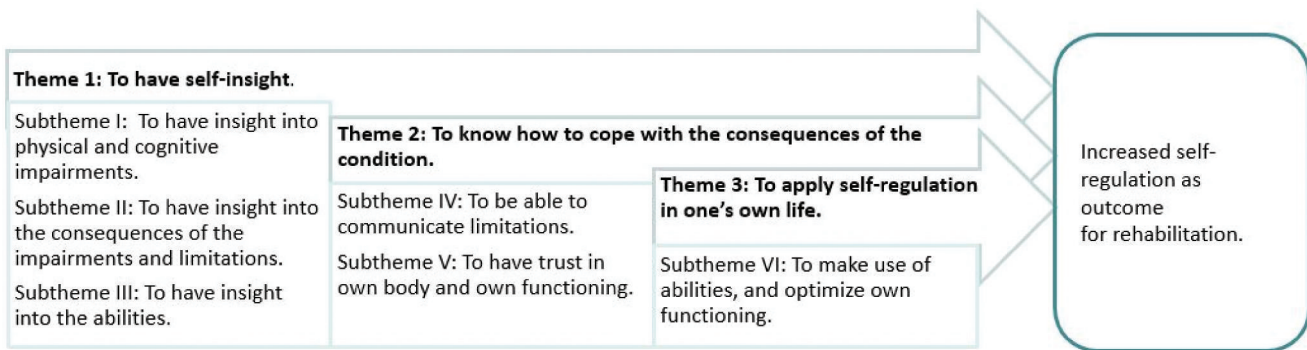 Theme 1: To have self-insight.
Subtheme I:  To have insight into
physical and cognitive
impairments.
Subtheme II: To have insight into
the consequences of the
impairments and limitations.
Subtheme III: To have insight
into the abilities.
Theme 2: To know how to cope with the consequences of the
condition.
Subtheme IV: To be able to
communicate limitations.
Subtheme V: To have trust in
own body and own functioning.
Theme 3: To apply self-regulation
in one’s own life.
Subtheme VI: To make use of
abilities, and optimize own
functioning.
Increased self-
regulation as
outcome
for rehabilitation.